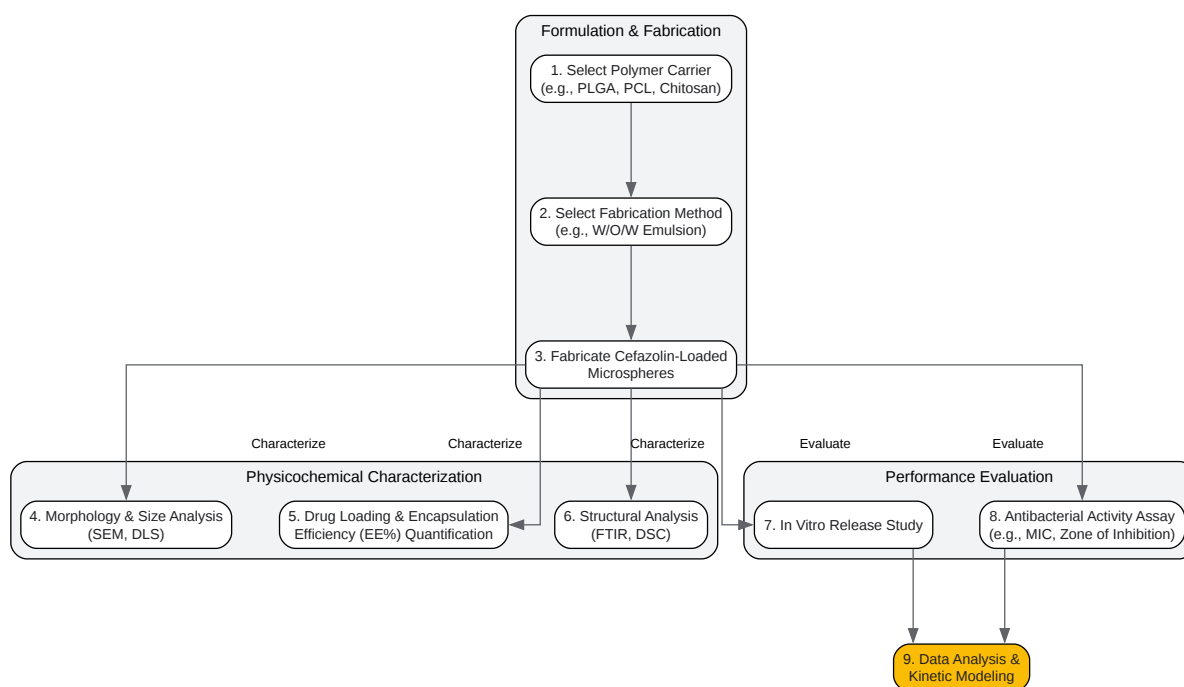 Formulation & Fabrication
1. Select Polymer Carrier
(e.g., PLGA, PCL, Chitosan)
2. Select Fabrication Method
(e.g., W/O/W Emulsion)
3. Fabricate Cefazolin-Loaded
Microspheres
Characterize
Characterize
Characterize
Evaluate
Evaluate
Physicochemical Characterization
4. Morphology & Size Analysis
(SEM, DLS)
5. Drug Loading & Encapsulation
Efficiency (EE%) Quantification
6. Structural Analysis
(FTIR, DSC)
Performance Evaluation
7. In Vitro Release Study
8. Antibacterial Activity Assay
(e.g., MIC, Zone of Inhibition)
9. Data Analysis &
Kinetic Modeling